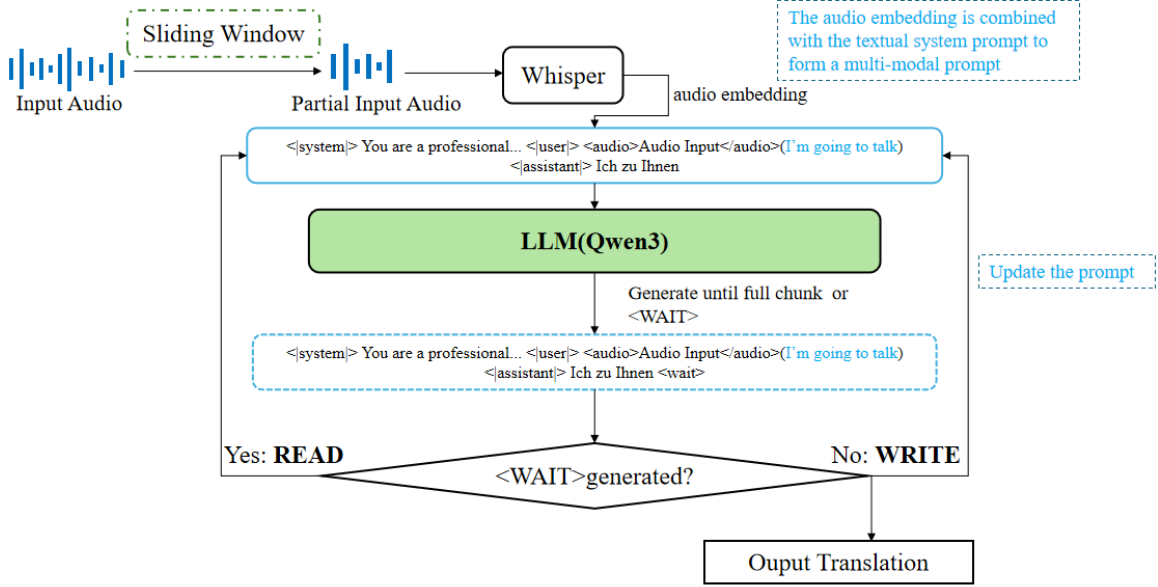 Sliding Window
The audio embedding is combined
with the textual system prompt to
form a multi-modal prompt
Input Audio
Partial Input Audio
Whisper
audio embedding
<|system|> You are a professional... <|user|> <audio>Audio Input</audio>(I'm going to talk)
<|assistant|> Ich zu Ihnen
LLM(Qwen3)
Update the prompt
Generate until full chunk or
<WAIT>
<|system|> You are a professional... <|user|> <audio>Audio Input</audio>(I'm going to talk)
<|assistant|> Ich zu Ihnen <wait>
Yes: READ
No: WRITE
<WAIT>generated?
Ouput Translation